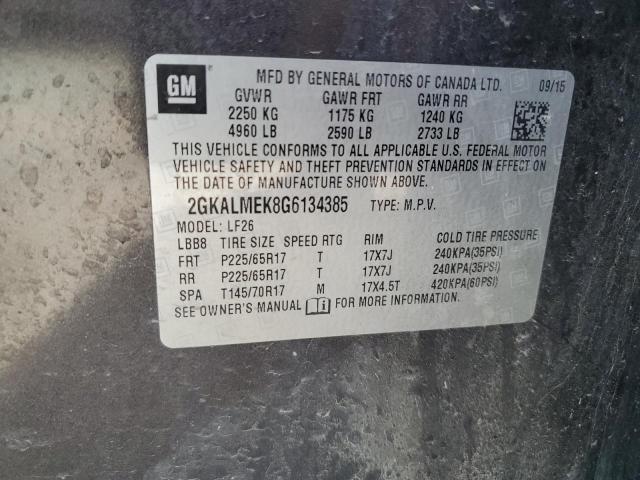 GM
MFD BY GENERAL MOTORS OF CANADA LTD. 09/15
GVWR GAWR FRT GAWR RR
2250 KG 1175 KG 1240 KG
4960 LB 2590 LB 2733 LB
THIS VEHICLE CONFORMS TO ALL APPLICABLE U.S. FEDERAL MOTOR
VEHICLE SAFETY AND THEFT PREVENTION STANDARDS IN EFFECT ON
THE DATE OF MANUFACTURE SHOWN ABOVE.
2GKALMEK8G6134385 TYPE: M.P.V.
MODEL: LF26
LBB8 TIRE SIZE SPEED RTG RIM COLD TIRE PRESSURE
FRT P225/65R17 T 17X7J 240KPA(35PSI)
RR P225/65R17 T 17X7J 240KPA(35PSI)
SPA T145/70R17 M 17X4.5T 420KPA(60PSI)
SEE OWNER'S MANUAL FOR MORE INFORMATION.